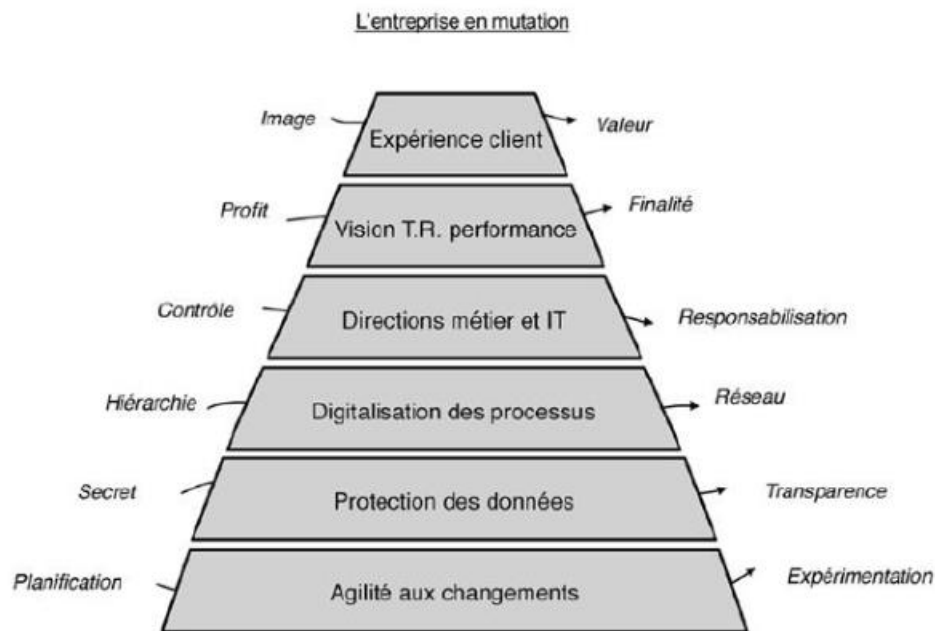 L'entreprise en mutation
Image
Expérience client
Valeur
Profit
Vision T.R. performance
Finalité
Contrôle
Directions métier et IT
Responsabilisation
Hiérarchie
Digitalisation des processus
Réseau
Secret
Protection des données
Transparence
Planification
Agilité aux changements
Expérimentation